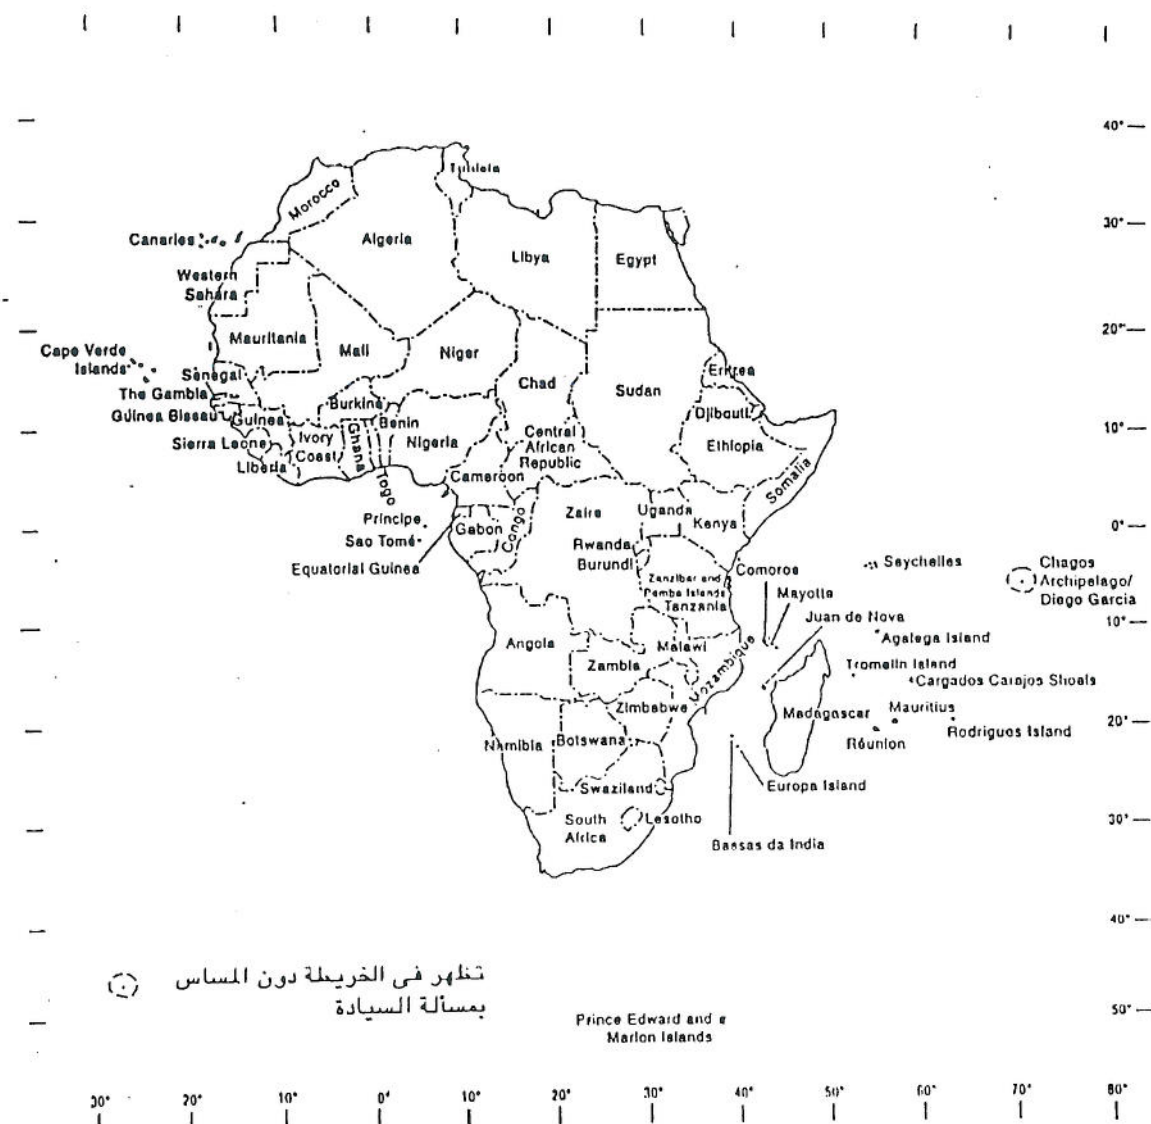 40°
Tunisia
Morocco
30°
Canaries
Algeria
Libya
Egypt
Western
Sahara
20°
Mauritania
Mali
Niger
Cape Verde
Islands
Chad
Sudan
Eritrea
Senegal
The Gambia
Burkina
Djibouti
Guinea Bissau
Guinea
Benin
10°
Sierra Leone
Ivory
Coast
Ghana
Nigeria
Central
African
Republic
Ethiopia
Liberia
Togo
Cameroon
Somalia
Principe
Gabon
Congo
Zaire
Uganda
Kenya
0°
Sao Tomé
Equatorial Guinea
Rwanda
Burundi
Seychelles
Chagos
Archipelago/
Diego Garcia
Zanzibar and
Pemba Islands
Tanzania
Comoros
Mayotte
Juan de Nova
10°
Agalega Island
Angola
Zambia
Malawi
Mozambique
Tromelin Island
Cargados Carajos Shoals
Zimbabwe
Madagascar
Mauritius
20°
Rodrigues Island
Réunion
Namibia
Botswana
Europa Island
Swaziland
South
Africa
Lesotho
30°
Bassas da India
40°
تظهر فى الخريطة دون المساس
بمسألة السيادة
50°
Prince Edward and
Marion Islands
30° 20° 10° 0° 10° 20° 30° 40° 50° 60° 70° 80°